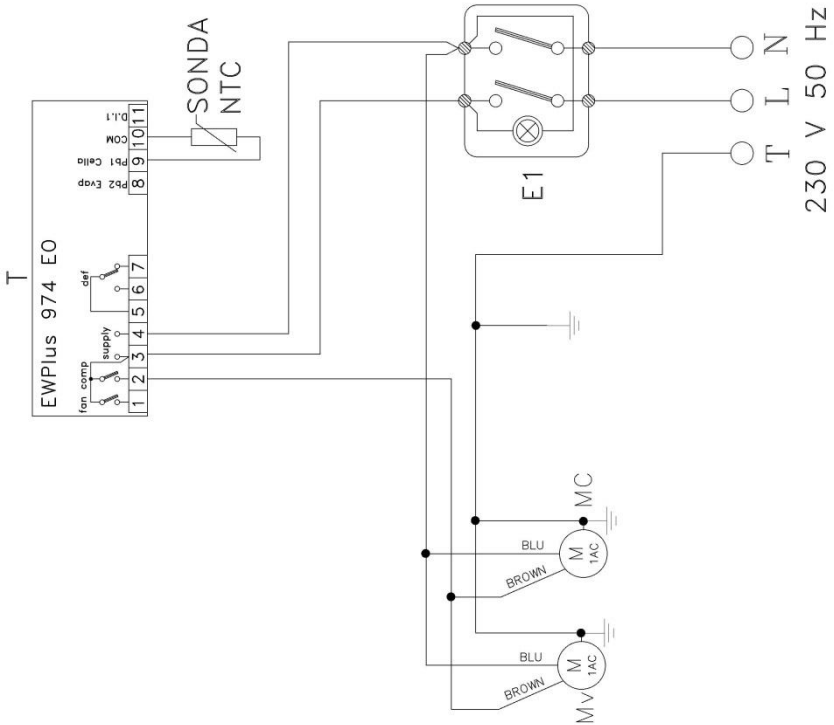 T
EWPlus 974 EO
fan comp
supply
def
Pb2 Evap
Pb1 Cella
COM
D.I.1
1 2 3 4 5 6 7
8 9 10 11
SONDA
NTC
E1
T L N
230 V 50 Hz
BLU
BROWN
M
1AC
MC
BLU
BROWN
M
1AC
Mv